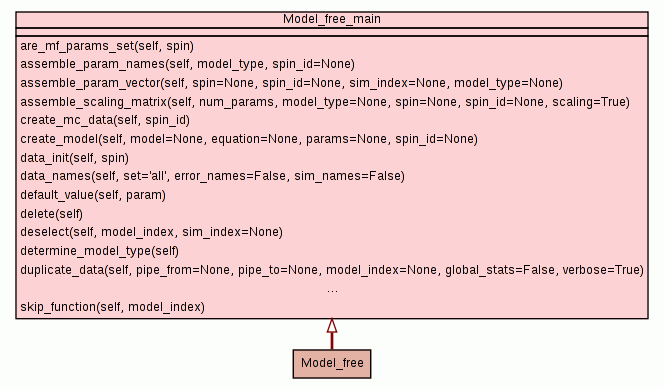 Model_free_main
are_mf_params_set(self, spin)
assemble_param_names(self, model_type, spin_id=None)
assemble_param_vector(self, spin=None, spin_id=None, sim_index=None, model_type=None)
assemble_scaling_matrix(self, num_params, model_type=None, spin=None, spin_id=None, scaling=True)
create_mc_data(self, spin_id)
create_model(self, model=None, equation=None, params=None, spin_id=None)
data_init(self, spin)
data_names(self, set='all', error_names=False, sim_names=False)
default_value(self, param)
delete(self)
deselect(self, model_index, sim_index=None)
determine_model_type(self)
duplicate_data(self, pipe_from=None, pipe_to=None, model_index=None, global_stats=False, verbose=True)
...
skip_function(self, model_index)
Model_free